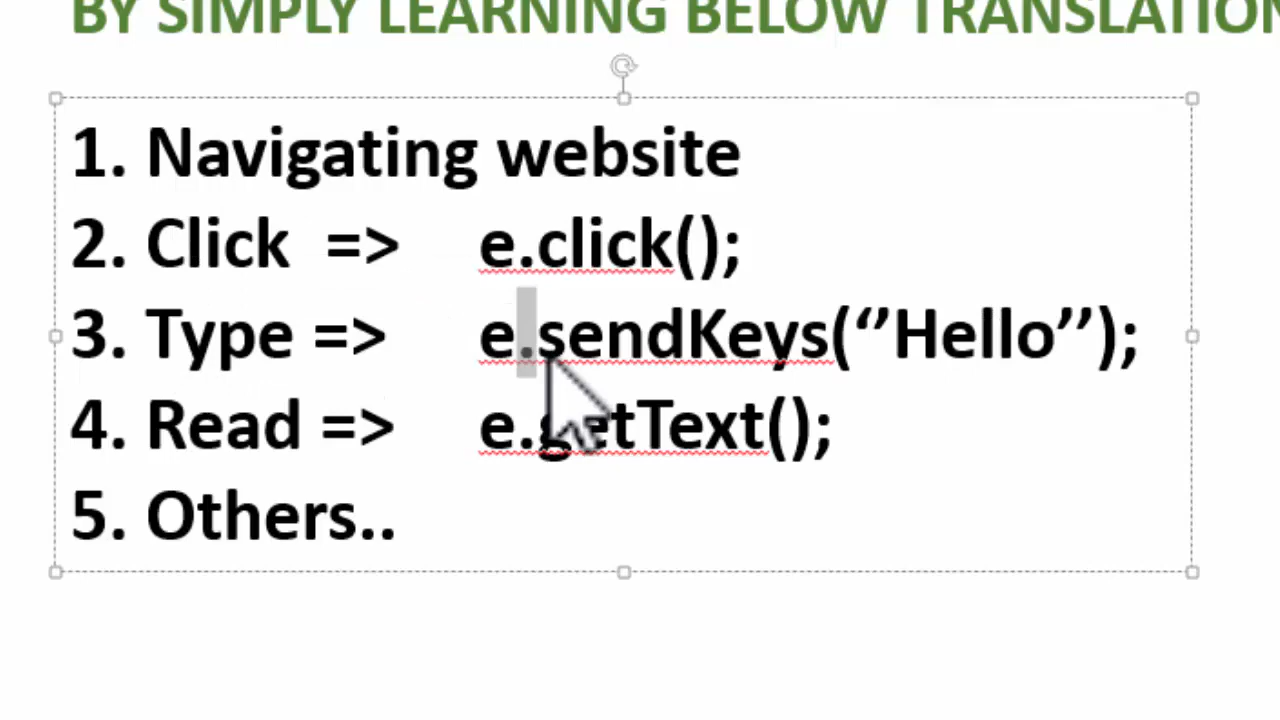 BY SIMPLY LEARNING BELOW TRANSLATION
1. Navigating website
2. Click => e.click();
3. Type => e.sendKeys(‘’Hello’’);
4. Read => e.getText();
5. Others..